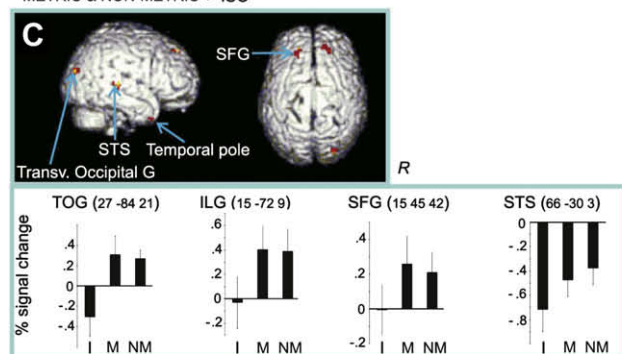 C
SFG
STS
Temporal pole
Transv. Occipital G
R
TOG (27 -84 21)
ILG (15 -72 9)
SFG (15 45 42)
STS (66 -30 3)
% signal change
.4
.2
0
-.2
-.4
I M NM
.6
.4
.2
0
-.2
I M NM
.4
.2
0
-.2
I M NM
0
-.2
-.4
-.6
-.8
I M NM